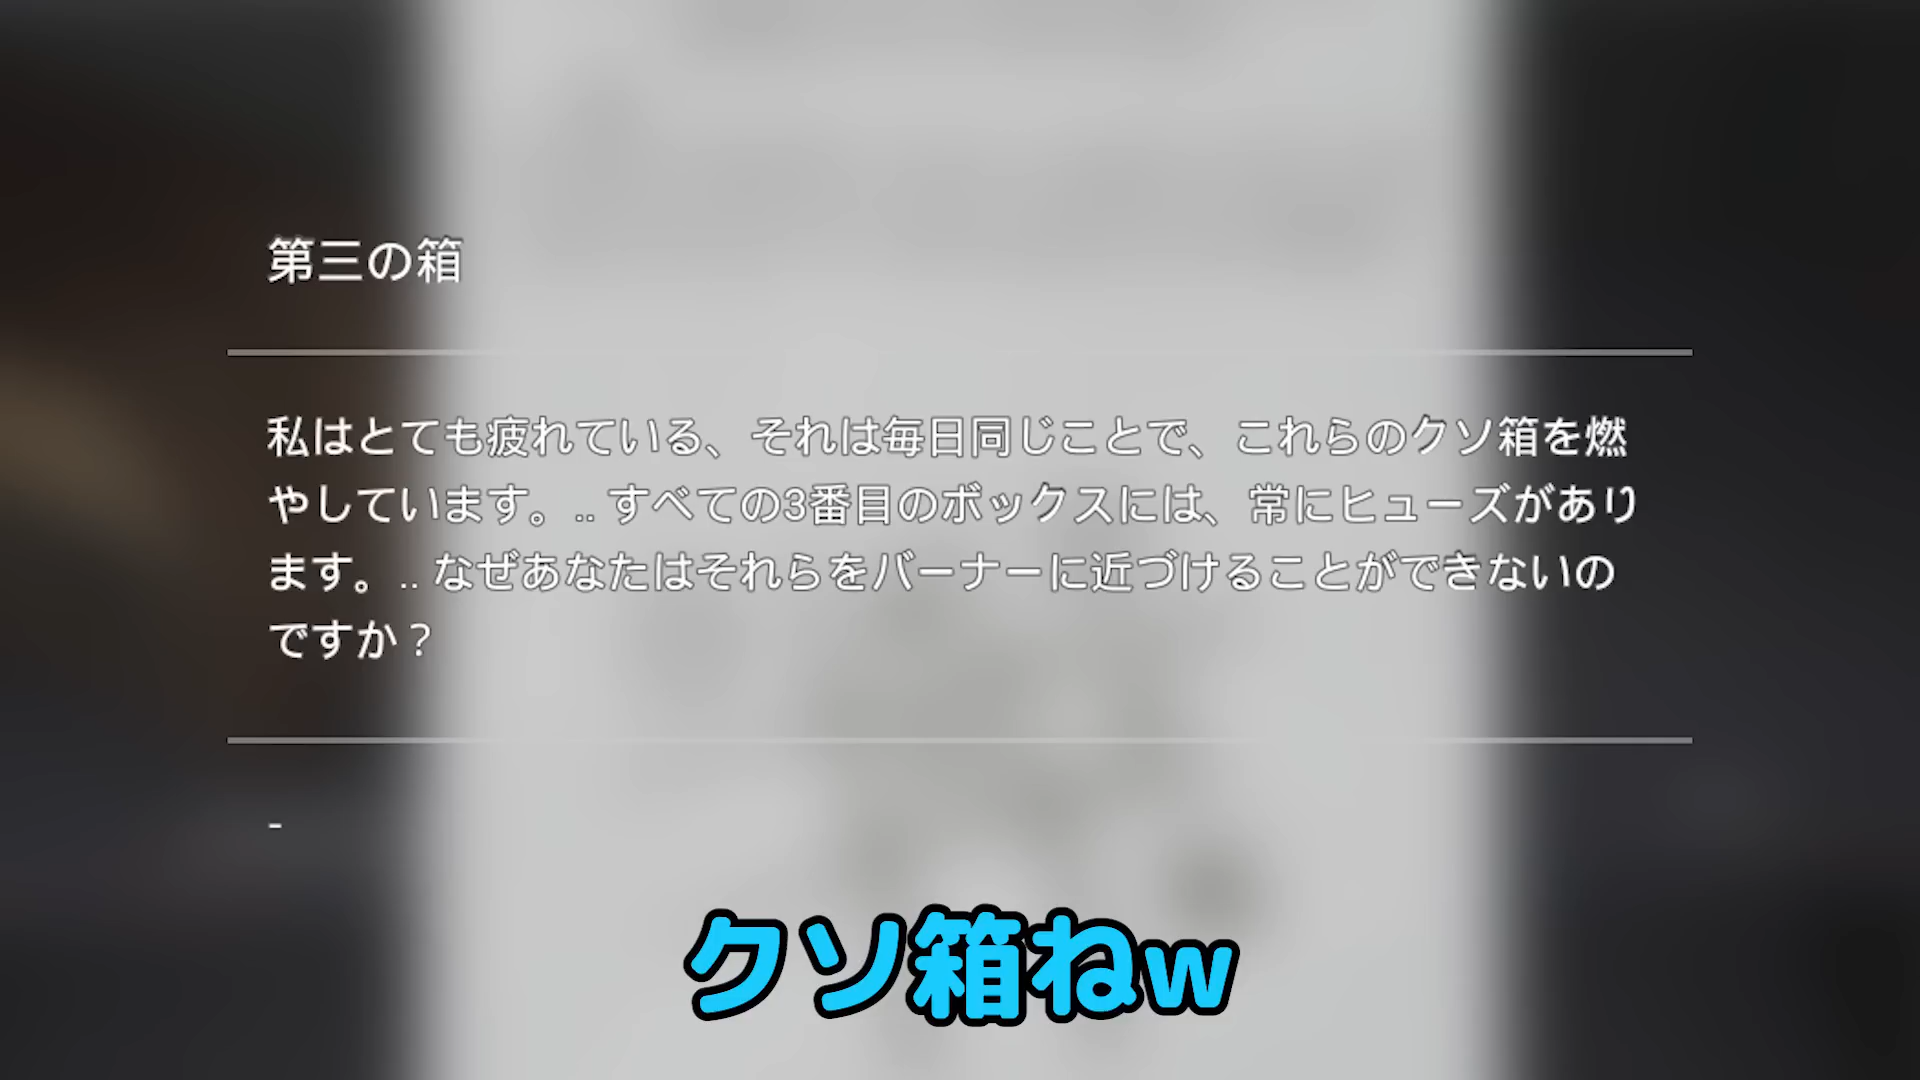 第三の箱
私はとても疲れている、それは毎日同じことで、これらのクソ箱を燃
やしています。.. すべての3番目のボックスには、常にヒューズがあり
ます。.. なぜあなたはそれらをバーナーに近づけることができないの
ですか？
-
クソ箱ねw